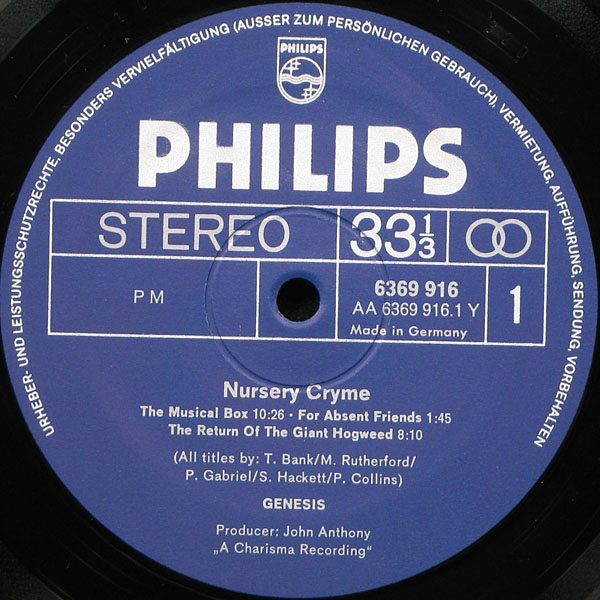 URHEBER- UND LEISTUNGSSCHUTZRECHTE, BESONDERS VERVIELFÄLTIGUNG (AUSSER ZUM PERSÖNLICHEN GEBRAUCH), VERMIETUNG, AUFFÜHRUNG, SENDUNG, VORBEHALTEN
PHILIPS
PHILIPS
STEREO 33 1/3
PM
6369 916
AA 6369 916.1 Y
Made in Germany
1
Nursery Cryme
The Musical Box 10:26 · For Absent Friends 1:45
The Return Of The Giant Hogweed 8:10
(All titles by: T. Bank/M. Rutherford/
P. Gabriel/S. Hackett/P. Collins)
GENESIS
Producer: John Anthony
„A Charisma Recording“